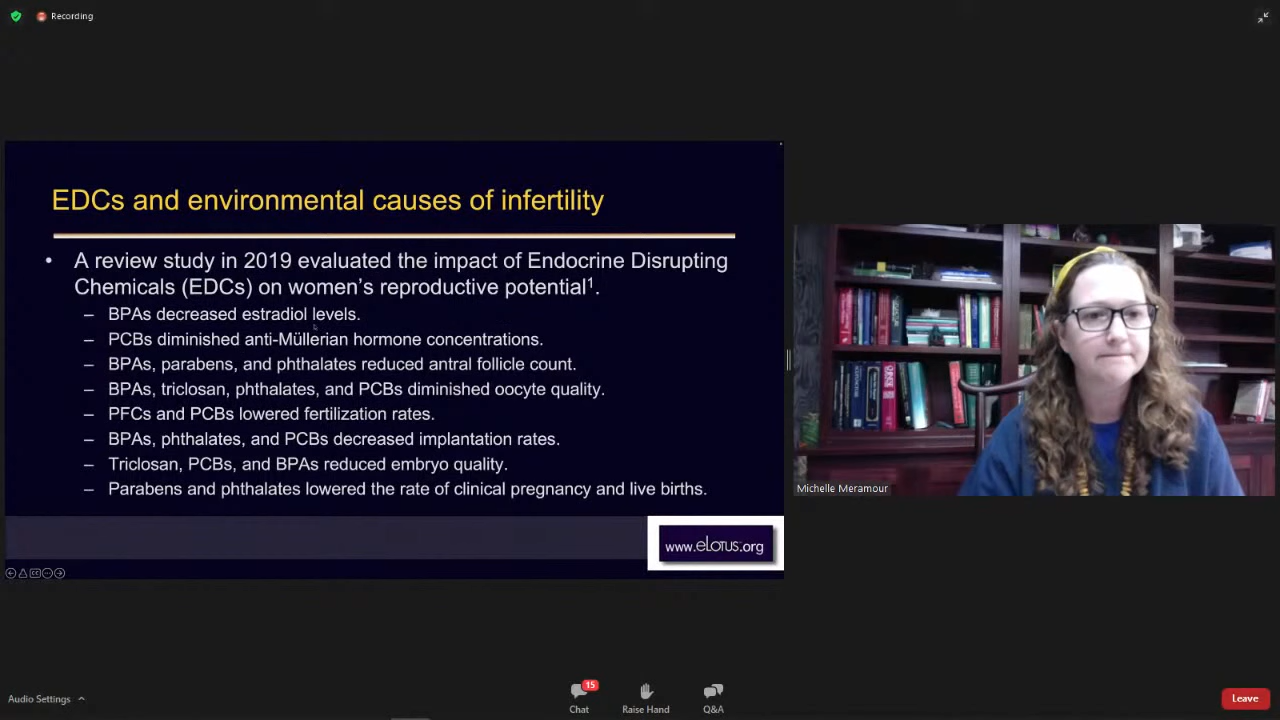 Recording
EDCs and environmental causes of infertility
• A review study in 2019 evaluated the impact of Endocrine Disrupting
Chemicals (EDCs) on women's reproductive potential¹.
– BPAs decreased estradiol levels.
– PCBs diminished anti-Müllerian hormone concentrations.
– BPAs, parabens, and phthalates reduced antral follicle count.
– BPAs, triclosan, phthalates, and PCBs diminished oocyte quality.
– PFCs and PCBs lowered fertilization rates.
– BPAs, phthalates, and PCBs decreased implantation rates.
– Triclosan, PCBs, and BPAs reduced embryo quality.
– Parabens and phthalates lowered the rate of clinical pregnancy and live births.
www.eLotus.org
Michelle Meramour
Audio Settings
15
Chat
Raise Hand
Q&A
Leave